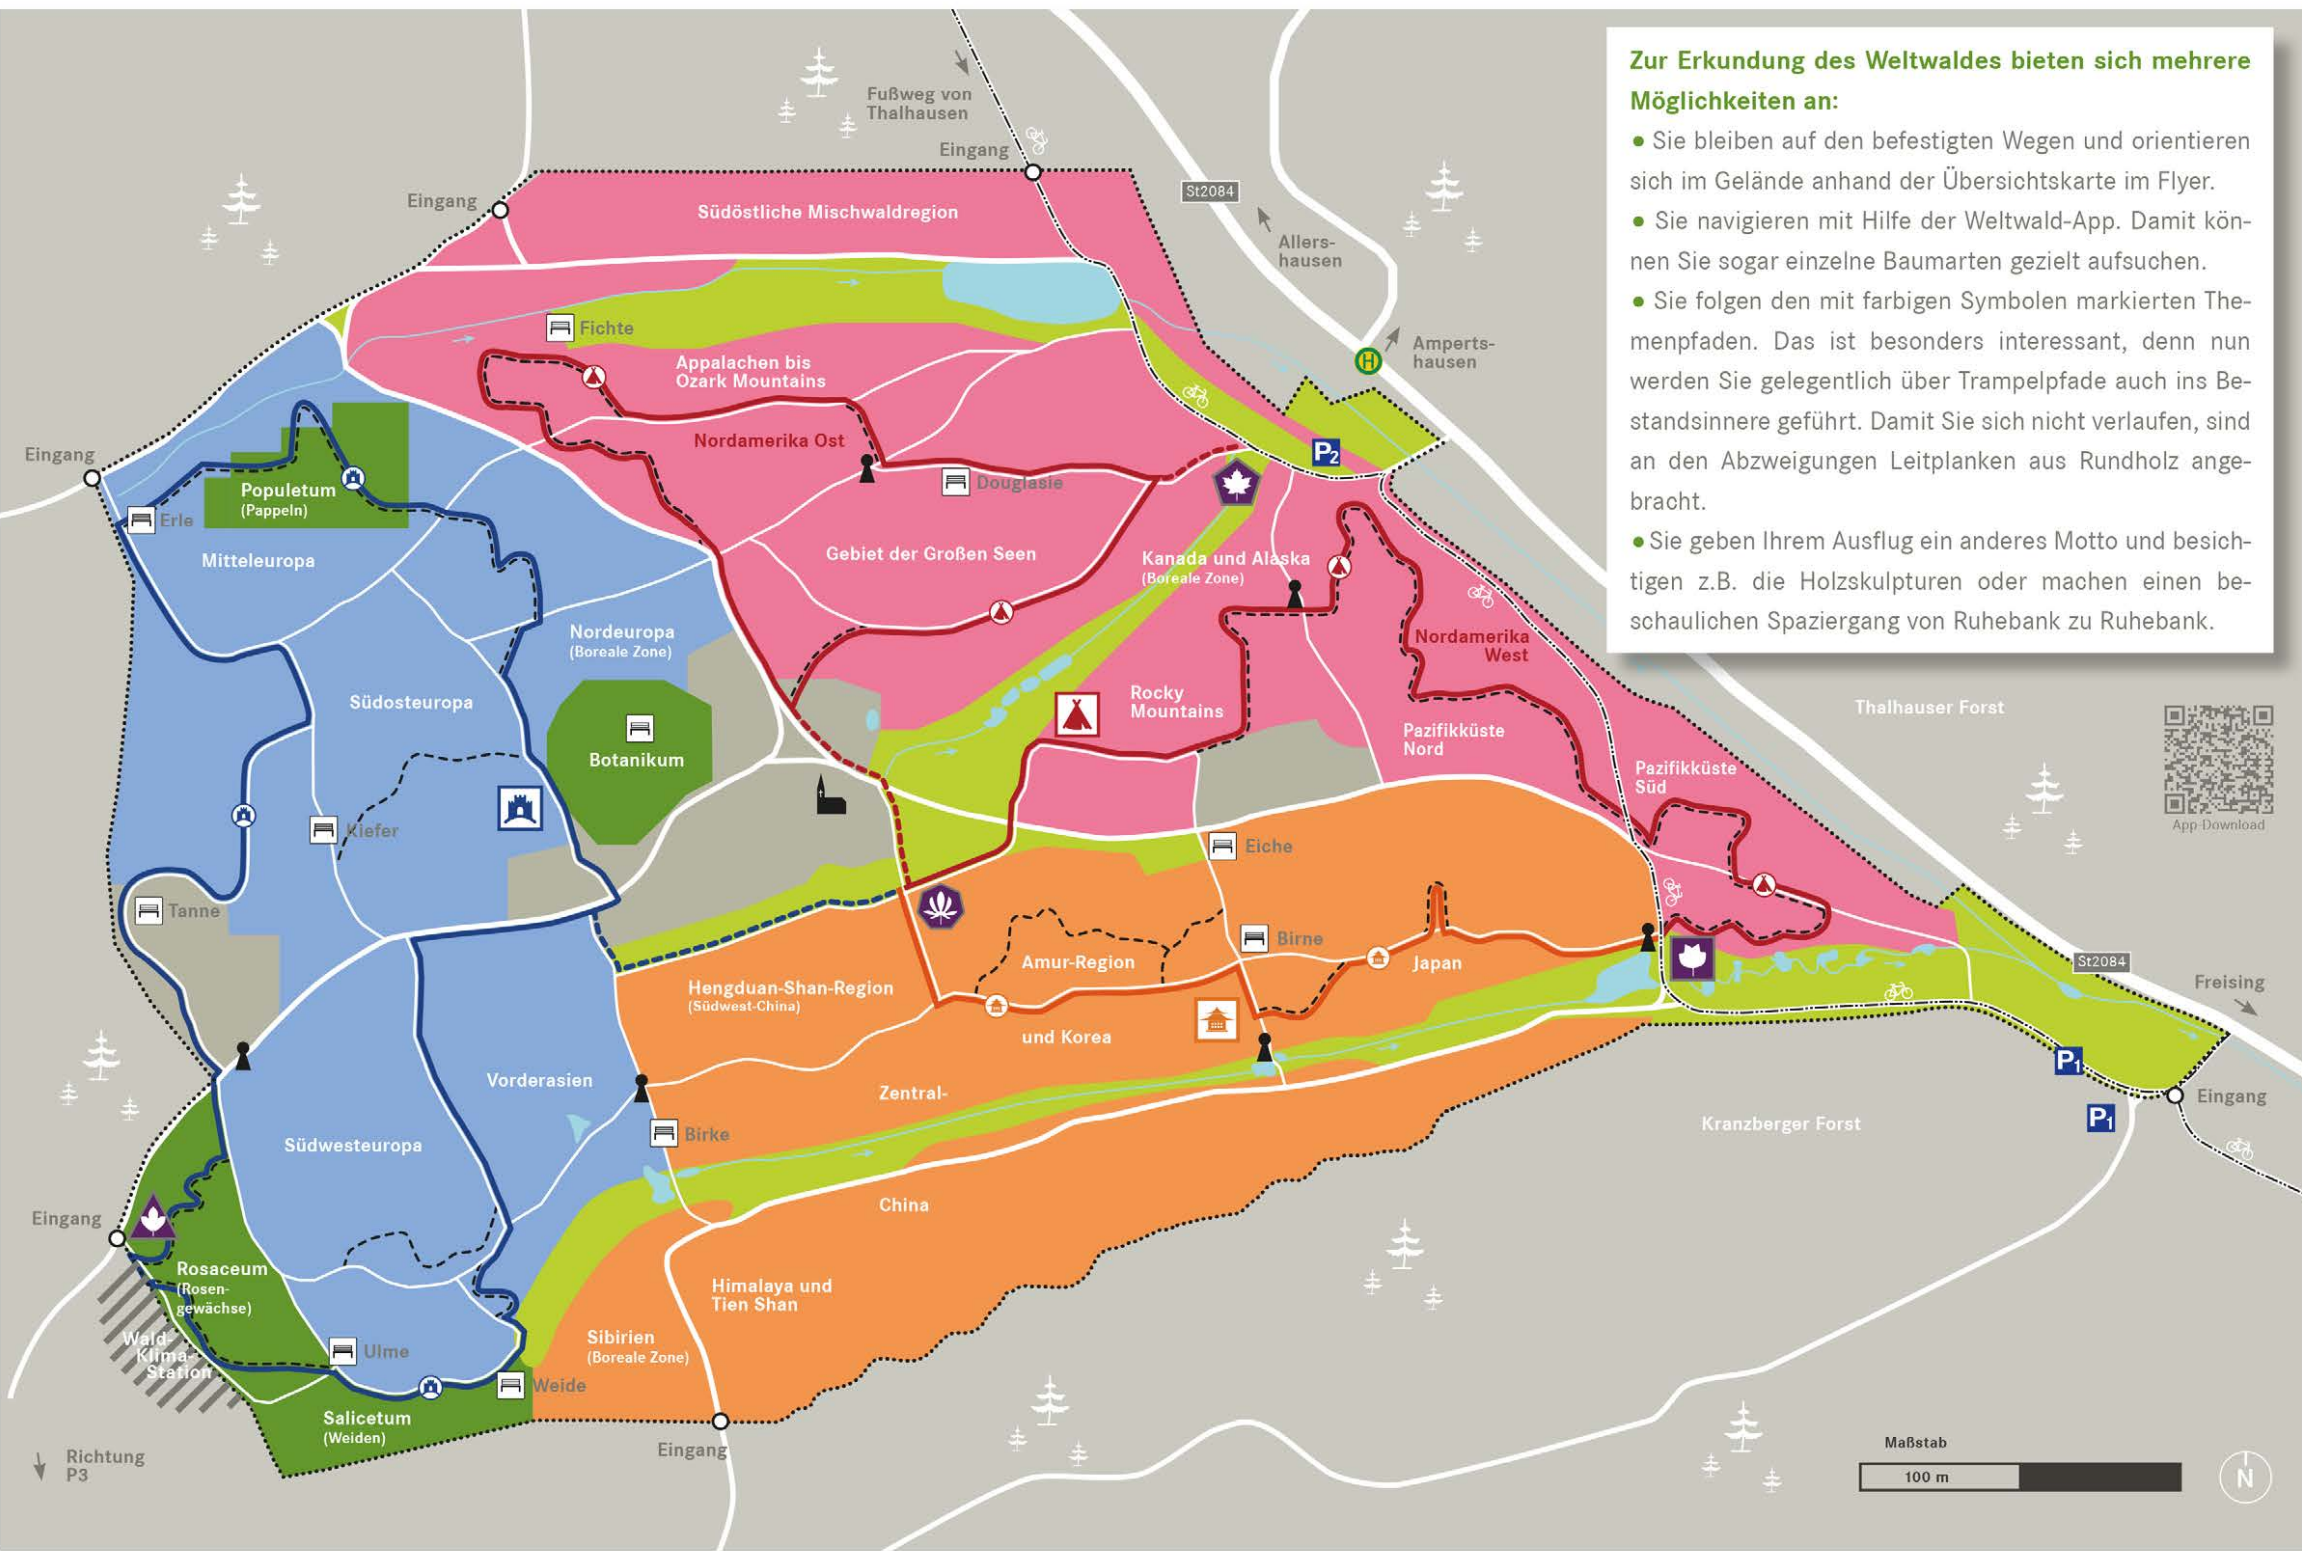 Zur Erkundung des Weltwaldes bieten sich mehrere
Möglichkeiten an:
• Sie bleiben auf den befestigten Wegen und orientieren
sich im Gelände anhand der Übersichtskarte im Flyer.
• Sie navigieren mit Hilfe der Weltwald-App. Damit kön-
nen Sie sogar einzelne Baumarten gezielt aufsuchen.
• Sie folgen den mit farbigen Symbolen markierten The-
menpfaden. Das ist besonders interessant, denn nun
werden Sie gelegentlich über Trampelpfade auch ins Be-
standsinnere geführt. Damit Sie sich nicht verlaufen, sind
an den Abzweigungen Leitplanken aus Rundholz ange-
bracht.
• Sie geben Ihrem Ausflug ein anderes Motto und besich-
tigen z.B. die Holzskulpturen oder machen einen be-
schaulichen Spaziergang von Ruhebank zu Ruhebank.
Fußweg von
Thalhausen
Eingang
Eingang
St2084
Südöstliche Mischwaldregion
Allers-
hausen
Fichte
H
Amperts-
hausen
Appalachen bis
Ozark Mountains
Nordamerika Ost
Eingang
P2
Populetum
(Pappeln)
Douglasie
Erle
Mitteleuropa
Gebiet der Großen Seen
Kanada und Alaska
(Boreale Zone)
Nordeuropa
(Boreale Zone)
Nordamerika
West
Südosteuropa
Rocky
Mountains
Thalhauser Forst
Botanikum
Pazifikküste
Nord
Pazifikküste
Süd
App-Download
Kiefer
Eiche
Tanne
Birne
Amur-Region
Japan
St2084
Hengduan-Shan-Region
(Südwest-China)
Freising
und Korea
P1
Vorderasien
Zentral-
Eingang
P1
Kranzberger Forst
Birke
Südwesteuropa
China
Eingang
Rosaceum
(Rosen-
gewächse)
Himalaya und
Tien Shan
Wald-
Klima-
Station
Ulme
Sibirien
(Boreale Zone)
Weide
Salicetum
(Weiden)
Eingang
Richtung
P3
Maßstab
100 m
N